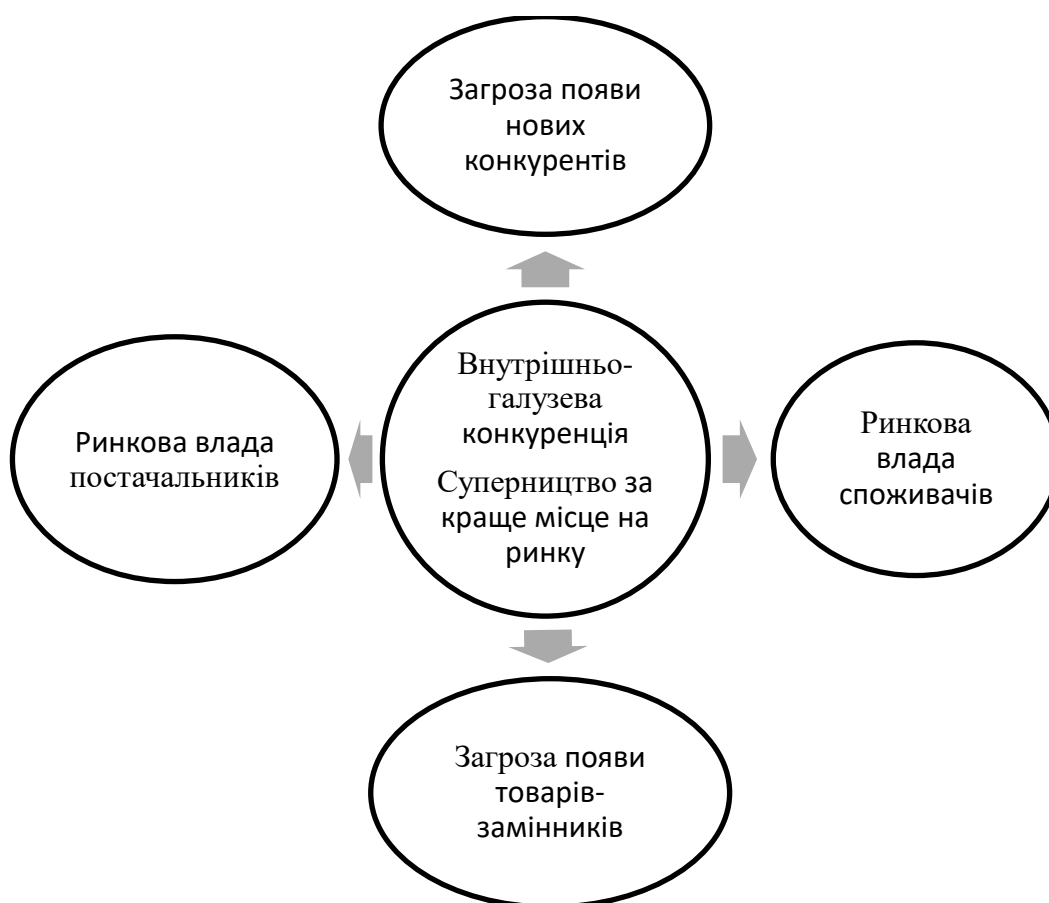 Загроза появи
нових
конкурентів
Внутрішньо-
галузева
конкуренція
Суперництво за
краще місце на
ринку
Ринкова влада
постачальників
Ринкова
влада
споживачів
Загроза появи
товарів-
замінників